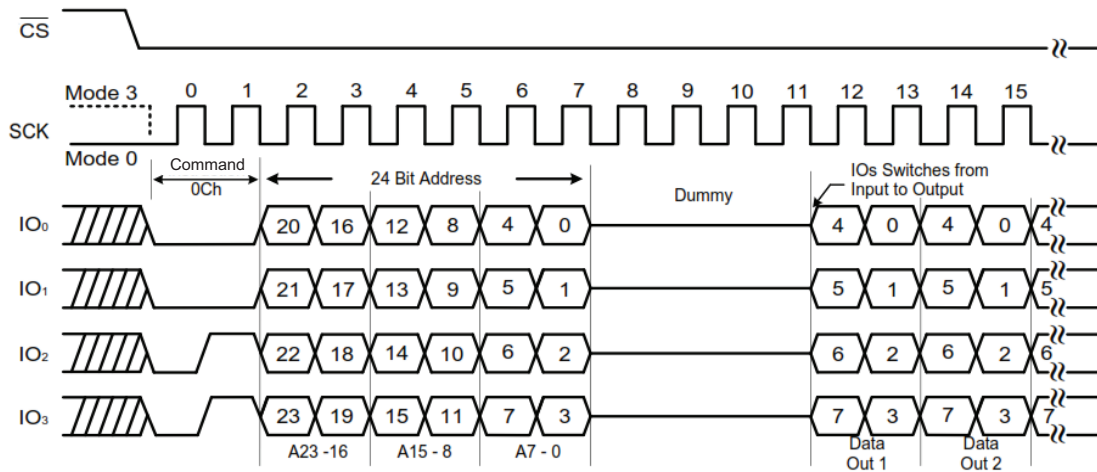 CS
Mode 3 0 1 2 3 4 5 6 7 8 9 10 11 12 13 14 15
SCK
Mode 0
Command
0Ch
24 Bit Address
Dummy
IOs Switches from
Input to Output
IO0 20 16 12 8 4 0 4 0 4 0 4
IO1 21 17 13 9 5 1 5 1 5 1 5
IO2 22 18 14 10 6 2 6 2 6 2 6
IO3 23 19 15 11 7 3 7 3 7 3 7
A23 -16 A15 - 8 A7 - 0
Data
Out 1
Data
Out 2